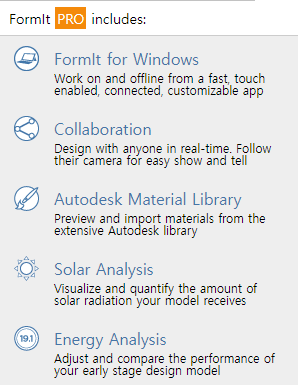 FormIt PRO includes:
FormIt for Windows
Work on and offline from a fast, touch
enabled, connected, customizable app
Collaboration
Design with anyone in real-time. Follow
their camera for easy show and tell
Autodesk Material Library
Preview and import materials from the
extensive Autodesk library
Solar Analysis
Visualize and quantify the amount of
solar radiation your model receives
19.1
Energy Analysis
Adjust and compare the performance of
your early stage design model